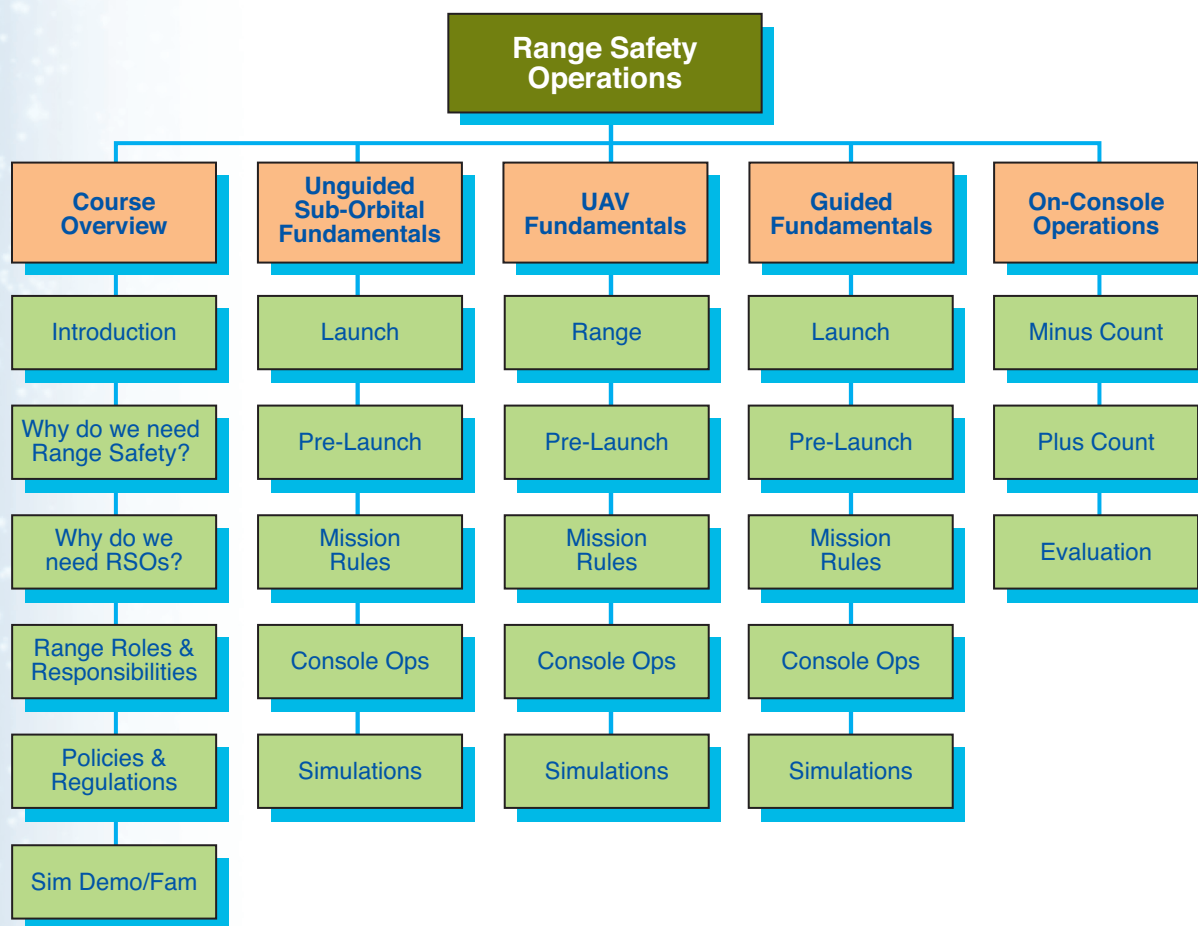 Range Safety
Operations
Course
Overview
Unguided
Sub-Orbital
Fundamentals
UAV
Fundamentals
Guided
Fundamentals
On-Console
Operations
Introduction
Why do we need
Range Safety?
Why do we
need RSOs?
Range Roles &
Responsibilities
Policies &
Regulations
Sim Demo/Fam
Launch
Pre-Launch
Mission
Rules
Console Ops
Simulations
Range
Pre-Launch
Mission
Rules
Console Ops
Simulations
Launch
Pre-Launch
Mission
Rules
Console Ops
Simulations
Minus Count
Plus Count
Evaluation